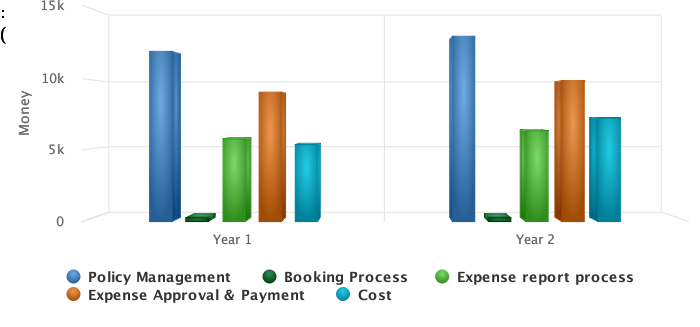 :
(
15k
10k
5k
0
Money
Year 1
Year 2
Policy Management
Booking Process
Expense report process
Expense Approval & Payment
Cost